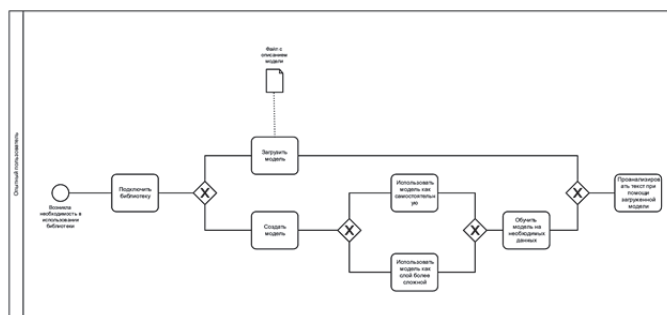 Опытный пользователь
Файл с
описанием
модели
Загрузить
модель
Возникла
необходимость в
использовании
библиотеки
Подключить
библиотеку
X
Создать
модель
X
Использовать
модель как
самостоятельн
ую
Использовать
модель как
слой более
сложной
X
Обучить
модель на
необходимых
данных
X
Проанализиров
ать текст при
помощи
загруженной
модели